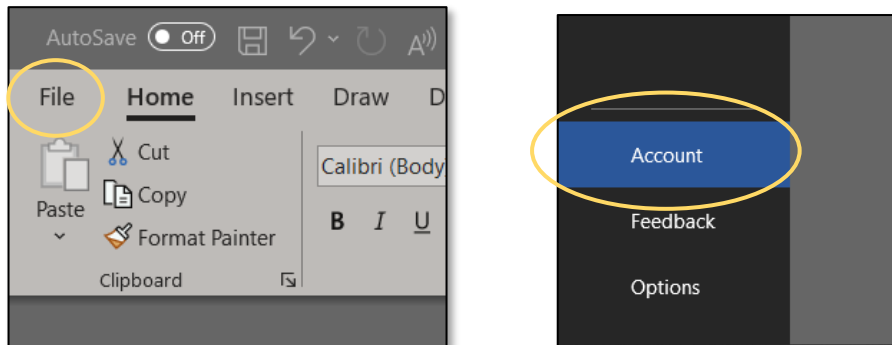 AutoSave Off
File Home Insert Draw D
Cut
Calibri (Body
Copy
Paste
B I U
Format Painter
Clipboard
Account
Feedback
Options